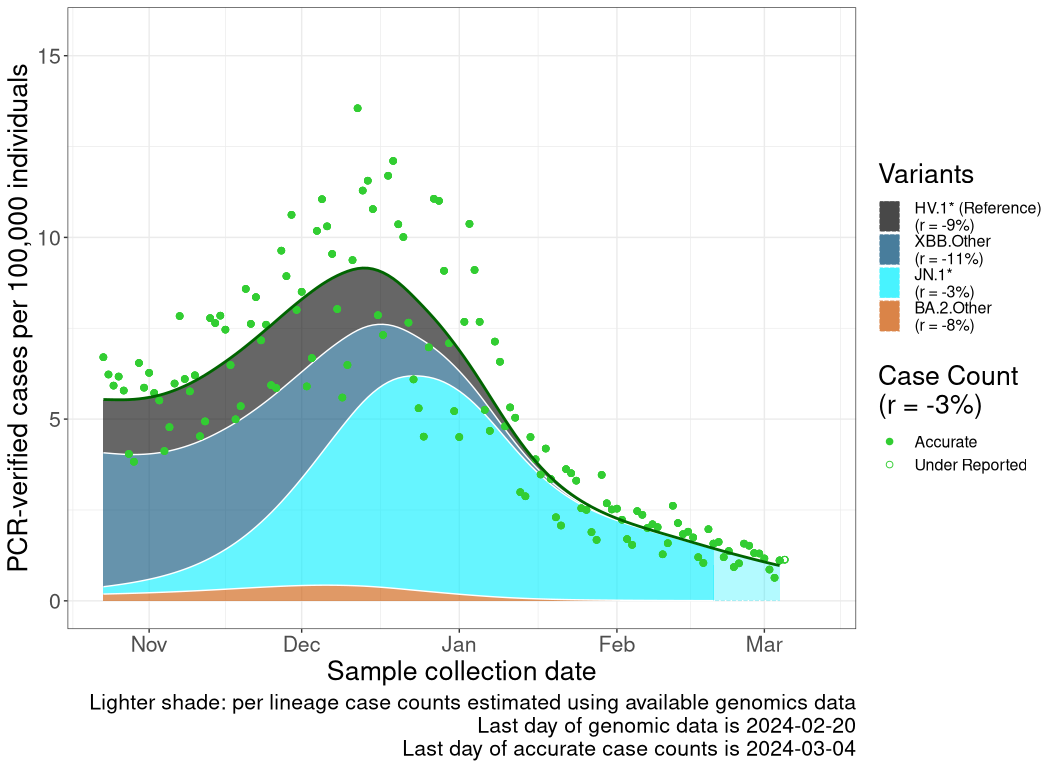 PCR-verified cases per 100,000 individuals
15
10
5
0
Nov
Dec
Jan
Feb
Mar
Sample collection date
Lighter shade: per lineage case counts estimated using available genomics data
Last day of genomic data is 2024-02-20
Last day of accurate case counts is 2024-03-04
Variants
HV.1* (Reference)
(r = -9%)
XBB.Other
(r = -11%)
JN.1*
(r = -3%)
BA.2.Other
(r = -8%)
Case Count
(r = -3%)
Accurate
Under Reported